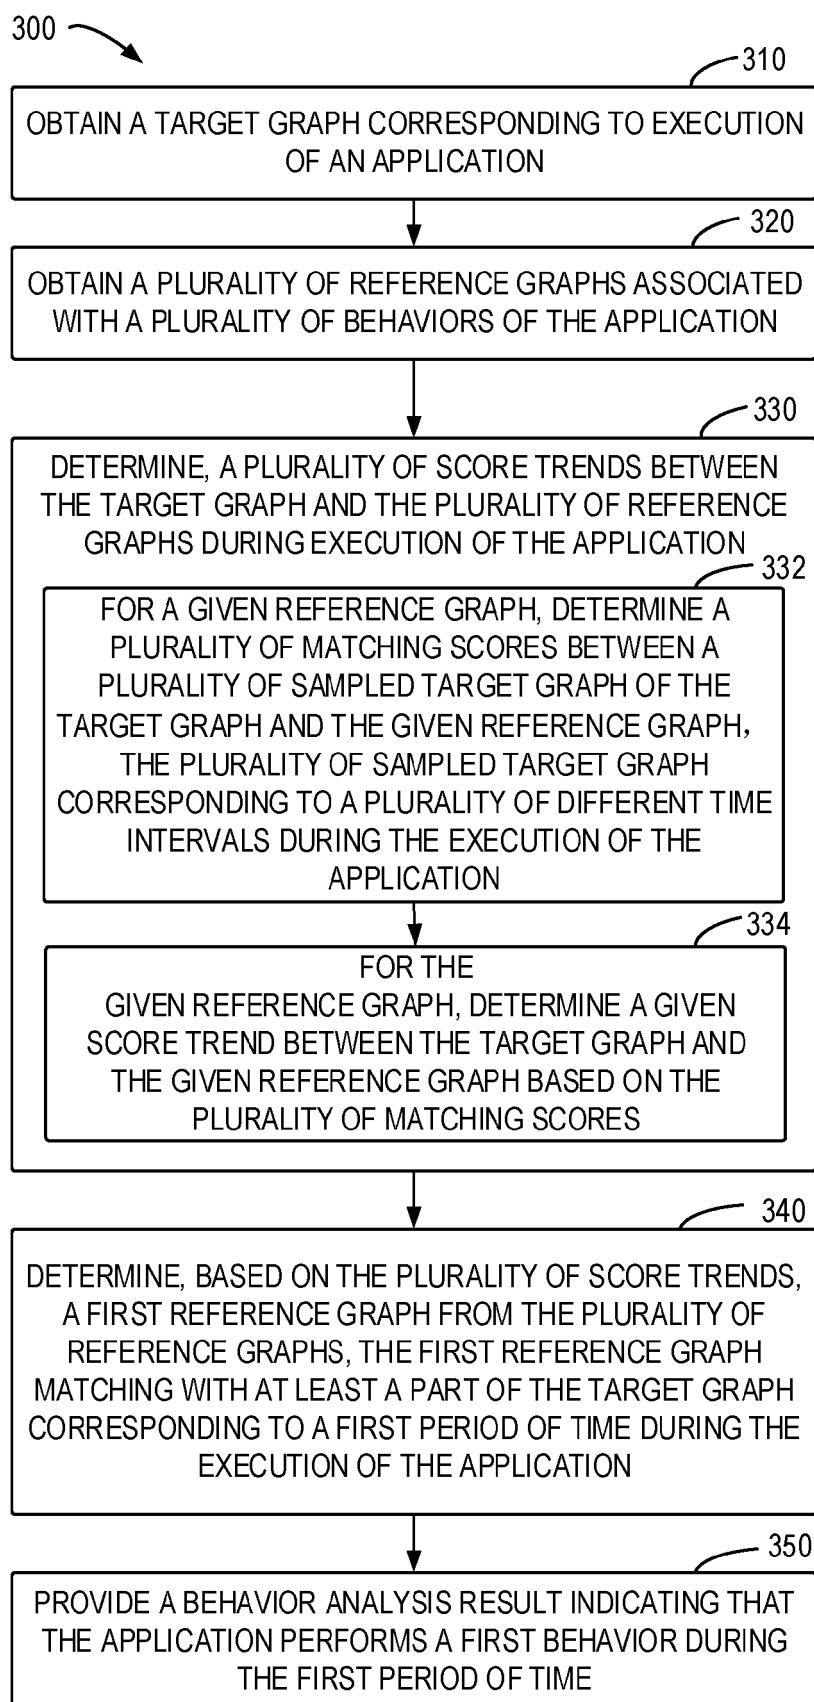 300
310
OBTAIN A TARGET GRAPH CORRESPONDING TO EXECUTION
OF AN APPLICATION
320
OBTAIN A PLURALITY OF REFERENCE GRAPHS ASSOCIATED
WITH A PLURALITY OF BEHAVIORS OF THE APPLICATION
330
DETERMINE, A PLURALITY OF SCORE TRENDS BETWEEN
THE TARGET GRAPH AND THE PLURALITY OF REFERENCE
GRAPHS DURING EXECUTION OF THE APPLICATION
332
FOR A GIVEN REFERENCE GRAPH, DETERMINE A
PLURALITY OF MATCHING SCORES BETWEEN A
PLURALITY OF SAMPLED TARGET GRAPH OF THE
TARGET GRAPH AND THE GIVEN REFERENCE GRAPH,
THE PLURALITY OF SAMPLED TARGET GRAPH
CORRESPONDING TO A PLURALITY OF DIFFERENT TIME
INTERVALS DURING THE EXECUTION OF THE
APPLICATION
334
FOR THE
GIVEN REFERENCE GRAPH, DETERMINE A GIVEN
SCORE TREND BETWEEN THE TARGET GRAPH AND
THE GIVEN REFERENCE GRAPH BASED ON THE
PLURALITY OF MATCHING SCORES
340
DETERMINE, BASED ON THE PLURALITY OF SCORE TRENDS,
A FIRST REFERENCE GRAPH FROM THE PLURALITY OF
REFERENCE GRAPHS, THE FIRST REFERENCE GRAPH
MATCHING WITH AT LEAST A PART OF THE TARGET GRAPH
CORRESPONDING TO A FIRST PERIOD OF TIME DURING THE
EXECUTION OF THE APPLICATION
350
PROVIDE A BEHAVIOR ANALYSIS RESULT INDICATING THAT
THE APPLICATION PERFORMS A FIRST BEHAVIOR DURING
THE FIRST PERIOD OF TIME